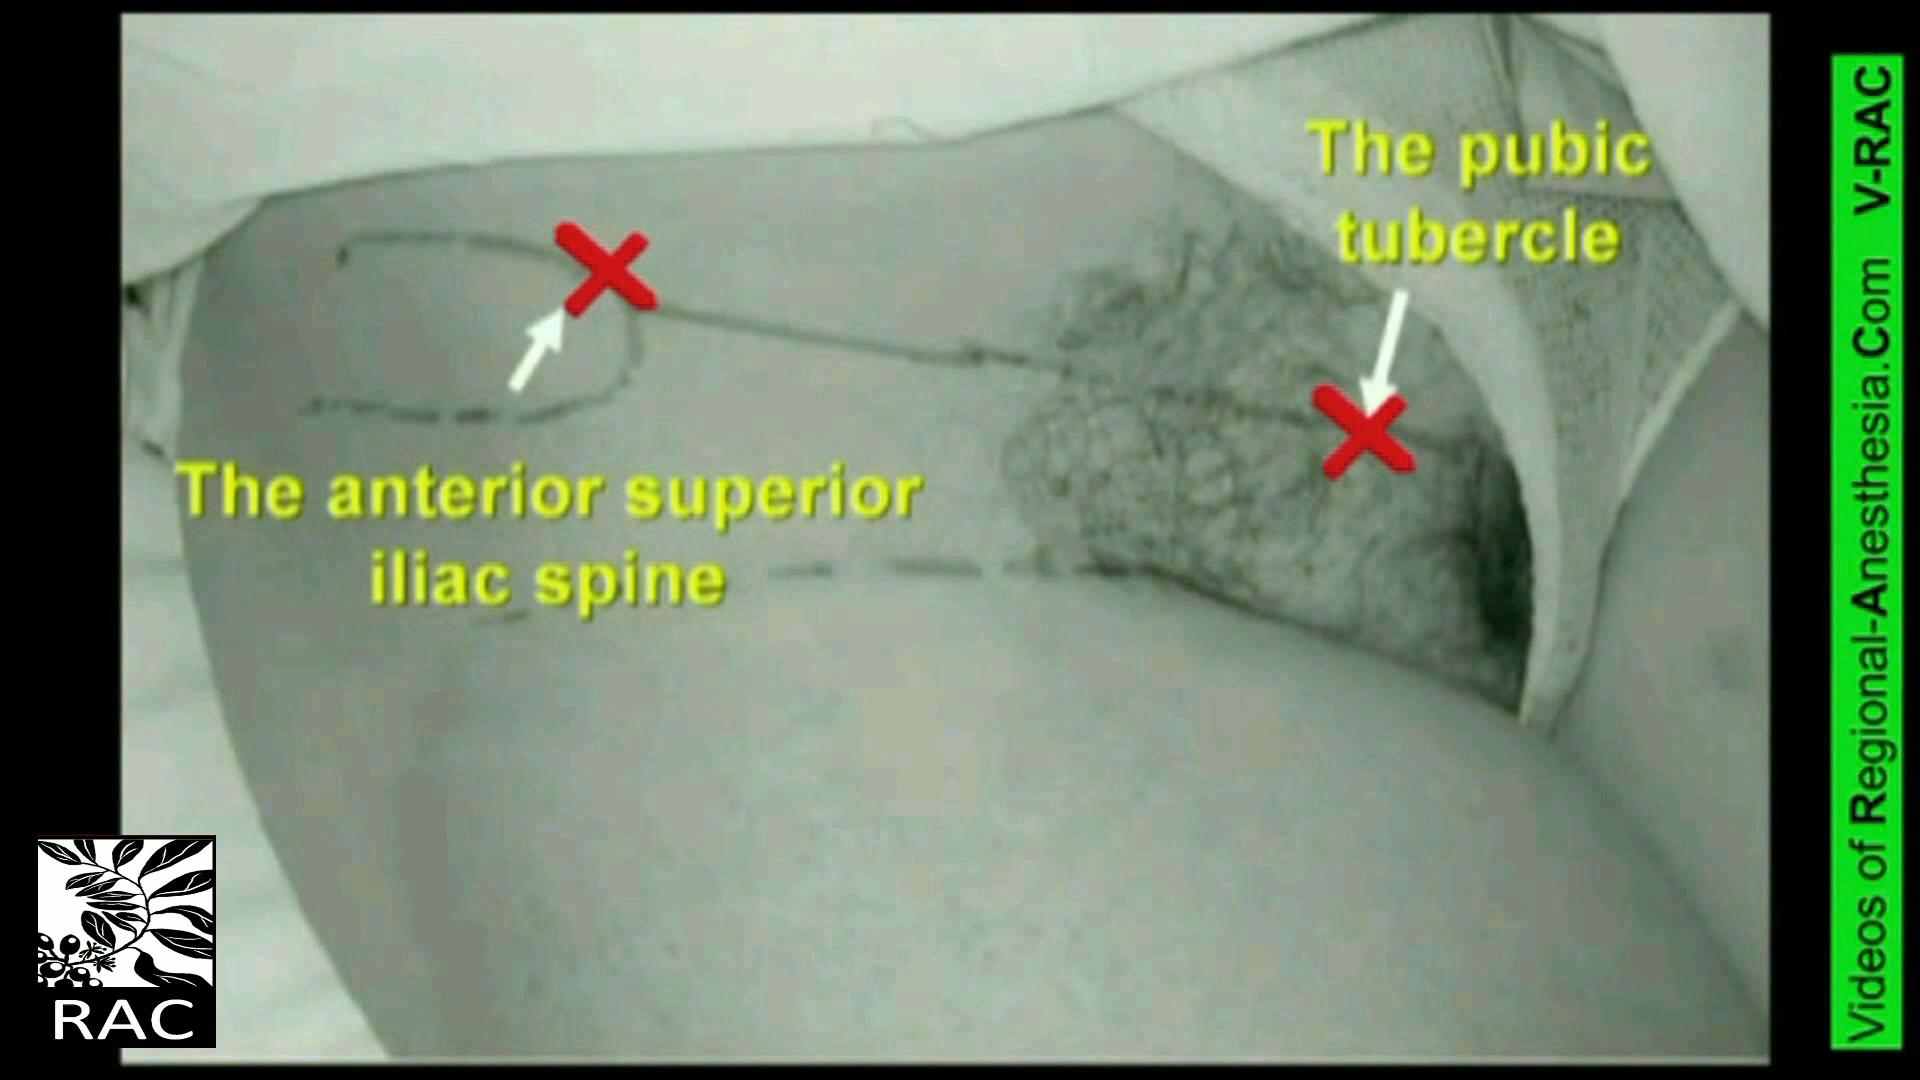 The pubic
tubercle
The anterior superior
iliac spine
RAC
Videos of Regional-Anesthesia.Com V-RAC